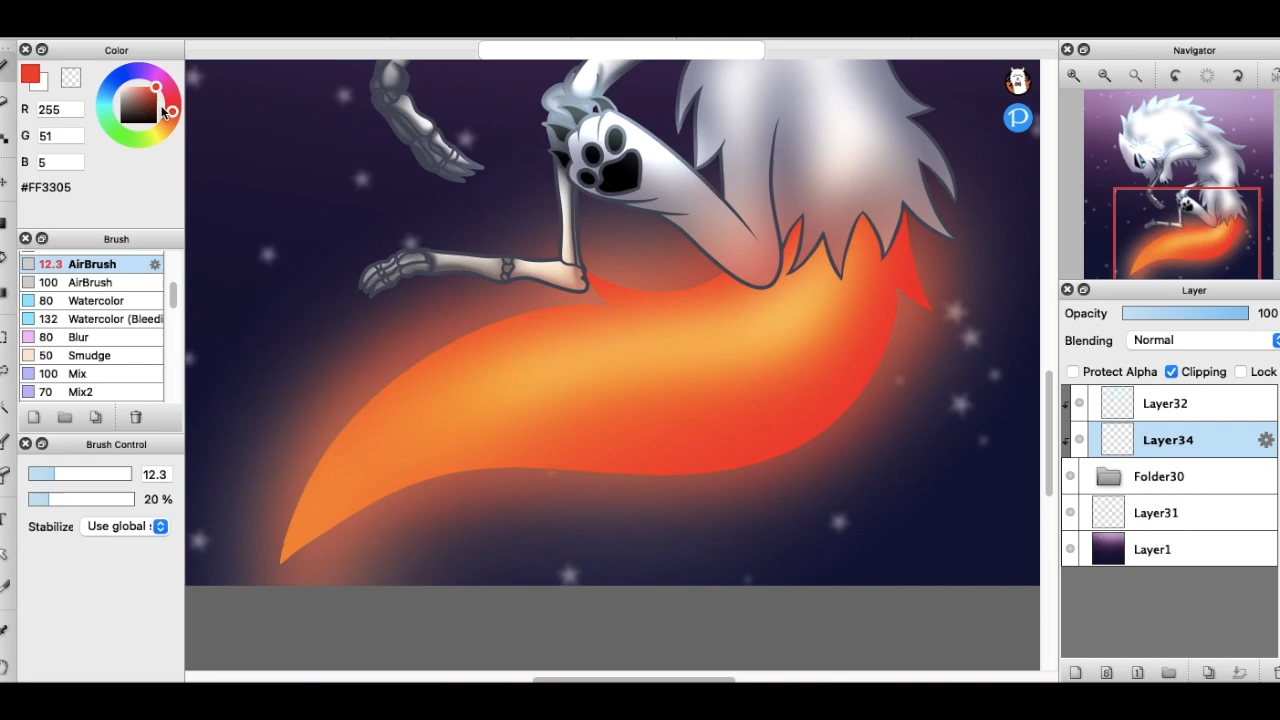 Color
R 255
G 51
B 5
#FF3305
Brush
12.3 AirBrush
100 AirBrush
80 Watercolor
132 Watercolor (Bleedi
80 Blur
50 Smudge
100 Mix
70 Mix2
Brush Control
12.3
20 %
Stabilize Use global s
P
Navigator
Layer
Opacity 100
Blending Normal
Protect Alpha Clipping Lock
Layer32
Layer34
Folder30
Layer31
Layer1